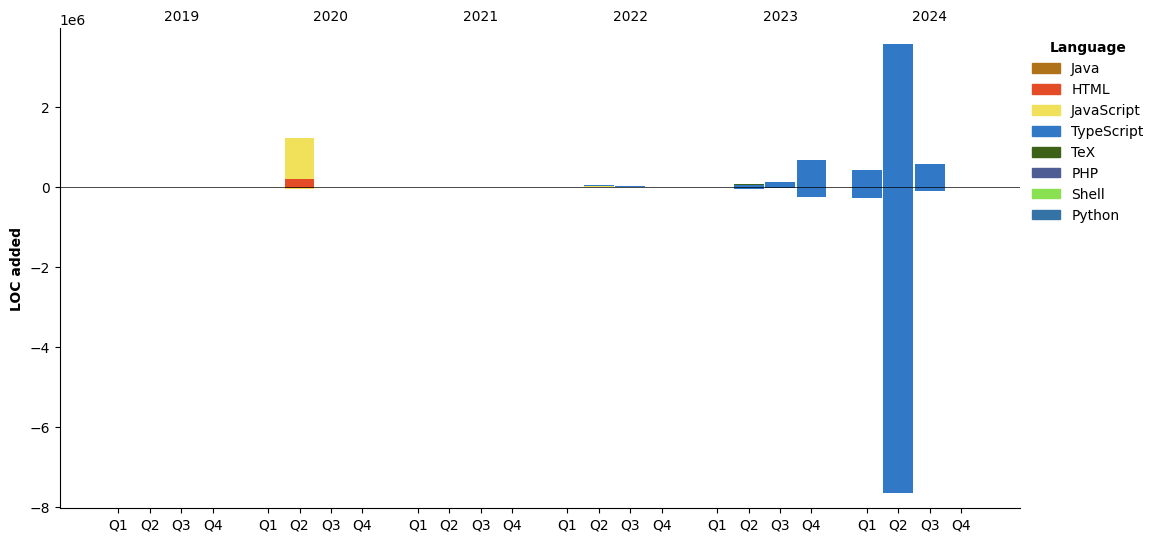 1e6
2019 2020 2021 2022 2023 2024
Language
Java
HTML
JavaScript
TypeScript
TeX
PHP
Shell
Python
LOC added
2
0
−2
−4
−6
−8
Q1 Q2 Q3 Q4 Q1 Q2 Q3 Q4 Q1 Q2 Q3 Q4 Q1 Q2 Q3 Q4 Q1 Q2 Q3 Q4 Q1 Q2 Q3 Q4